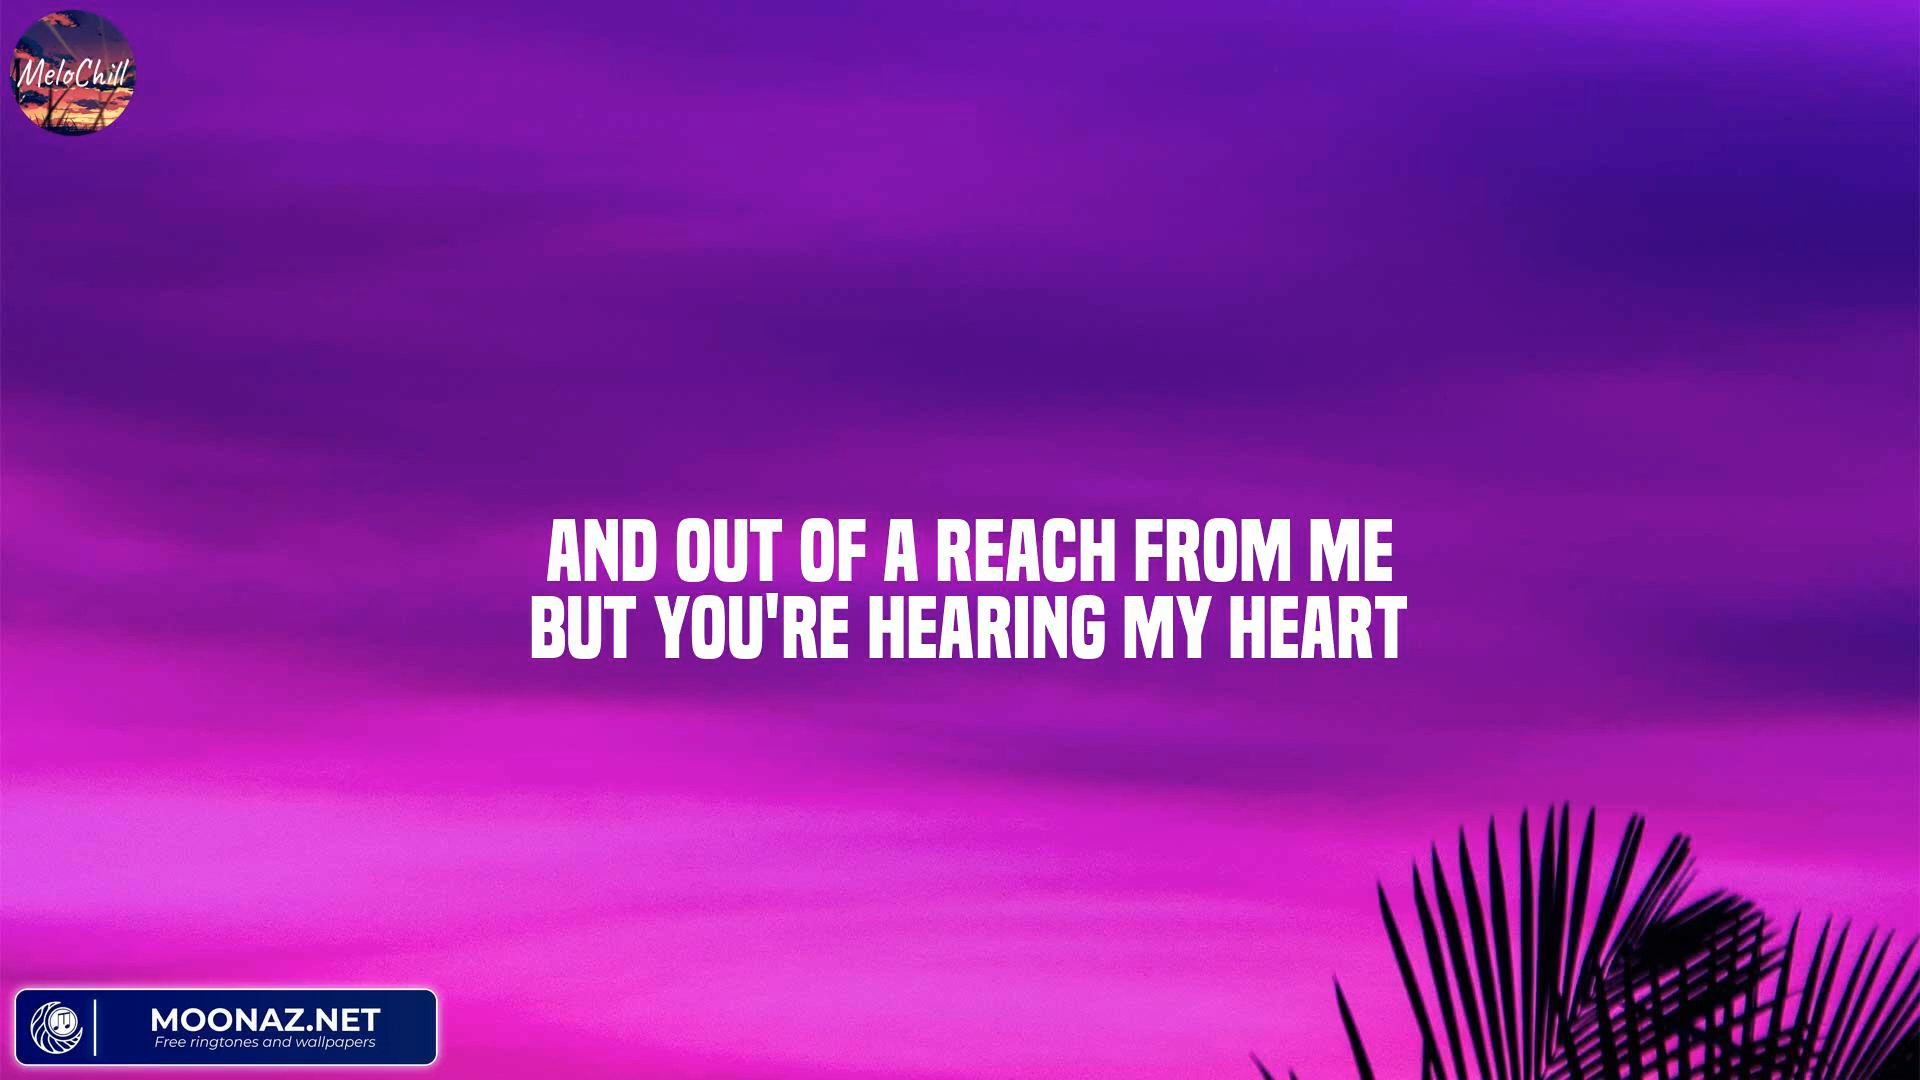 MeloChill
AND OUT OF A REACH FROM ME
BUT YOU'RE HEARING MY HEART
MOONAZ.NET
Free ringtones and wallpapers